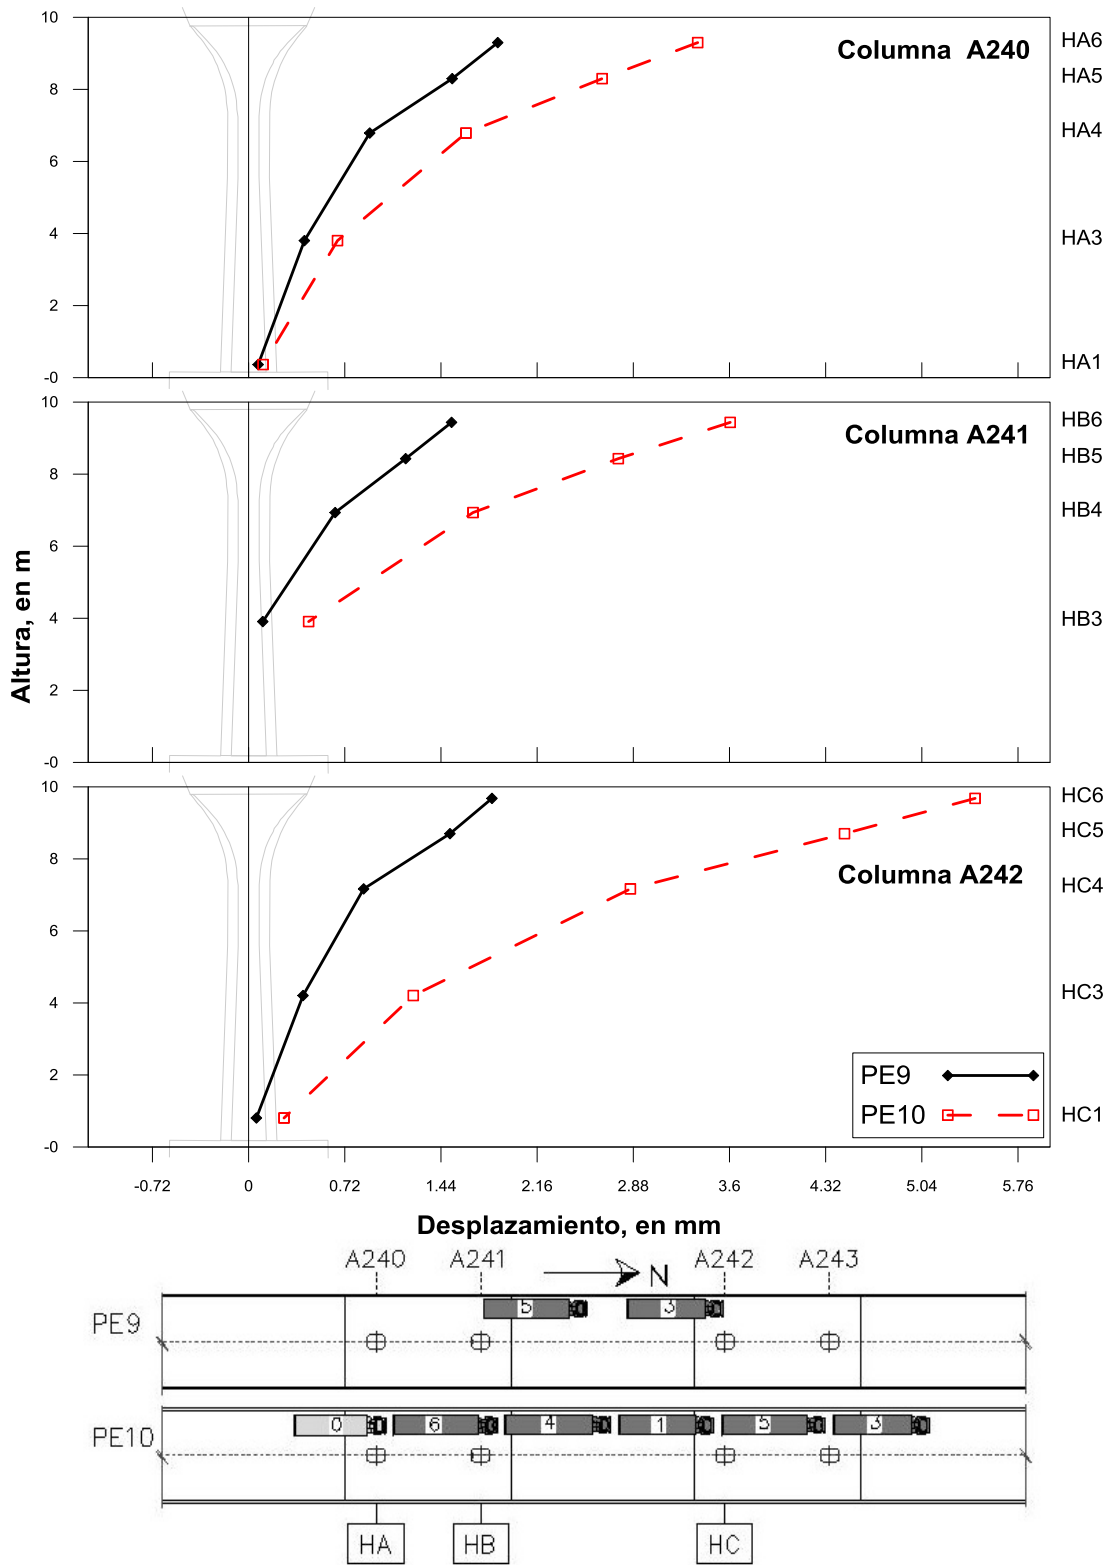 10
8
6
4
2
-0
Columna A240
HA6
HA5
HA4
HA3
HA1
10
8
6
4
2
-0
Columna A241
HB6
HB5
HB4
HB3
Altura, en m
10
8
6
4
2
-0
Columna A242
HC6
HC5
HC4
HC3
HC1
PE9
PE10
-0.72 0 0.72 1.44 2.16 2.88 3.6 4.32 5.04 5.76
Desplazamiento, en mm
A240 A241 N A242 A243
PE9 5 3
PE10 0 6 4 1 5 3
HA HB HC